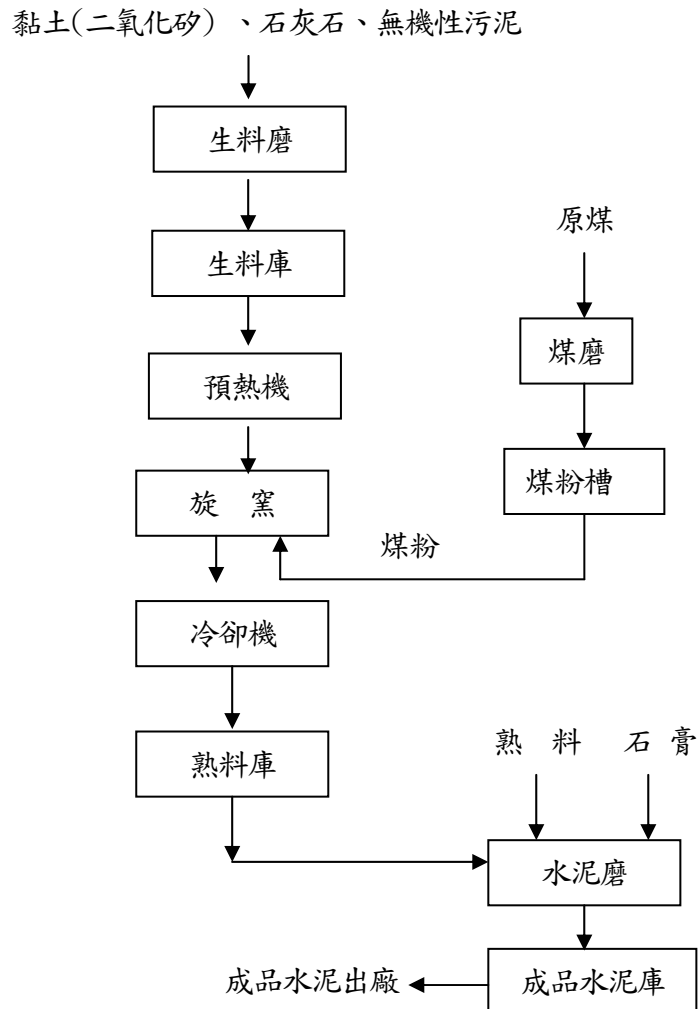 黏土(二氧化矽) 、石灰石、無機性污泥
生料磨
生料庫
原煤
煤磨
預熱機
煤粉槽
旋 窯
煤粉
冷卻機
熟料庫
熟 料 石 膏
水泥磨
成品水泥出廠
成品水泥庫